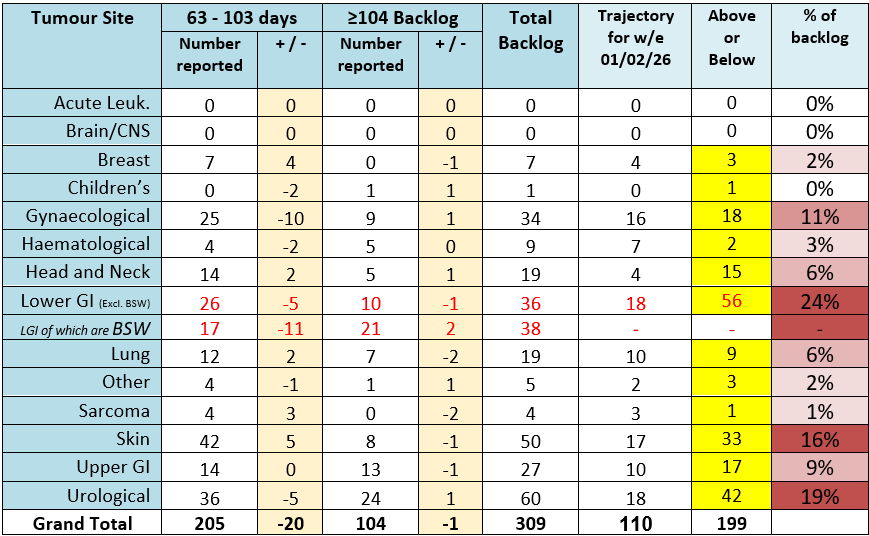 Tumour Site 63 - 103 days ≥104 Backlog Total Backlog Trajectory for w/e 01/02/26 Above or Below % of backlog
Number reported + / - Number reported + / -
Acute Leuk. 0 0 0 0 0 0 0 0%
Brain/CNS 0 0 0 0 0 0 0 0%
Breast 7 4 0 -1 7 4 3 2%
Children's 0 -2 1 1 1 0 1 0%
Gynaecological 25 -10 9 1 34 16 18 11%
Haematological 4 -2 5 0 9 7 2 3%
Head and Neck 14 2 5 1 19 4 15 6%
Lower GI (Excl. BSW) 26 -5 10 -1 36 18 56 24%
LGI of which are BSW 17 -11 21 2 38 - - -
Lung 12 2 7 -2 19 10 9 6%
Other 4 -1 1 1 5 2 3 2%
Sarcoma 4 3 0 -2 4 3 1 1%
Skin 42 5 8 -1 50 17 33 16%
Upper GI 14 0 13 -1 27 10 17 9%
Urological 36 -5 24 1 60 18 42 19%
Grand Total 205 -20 104 -1 309 110 199